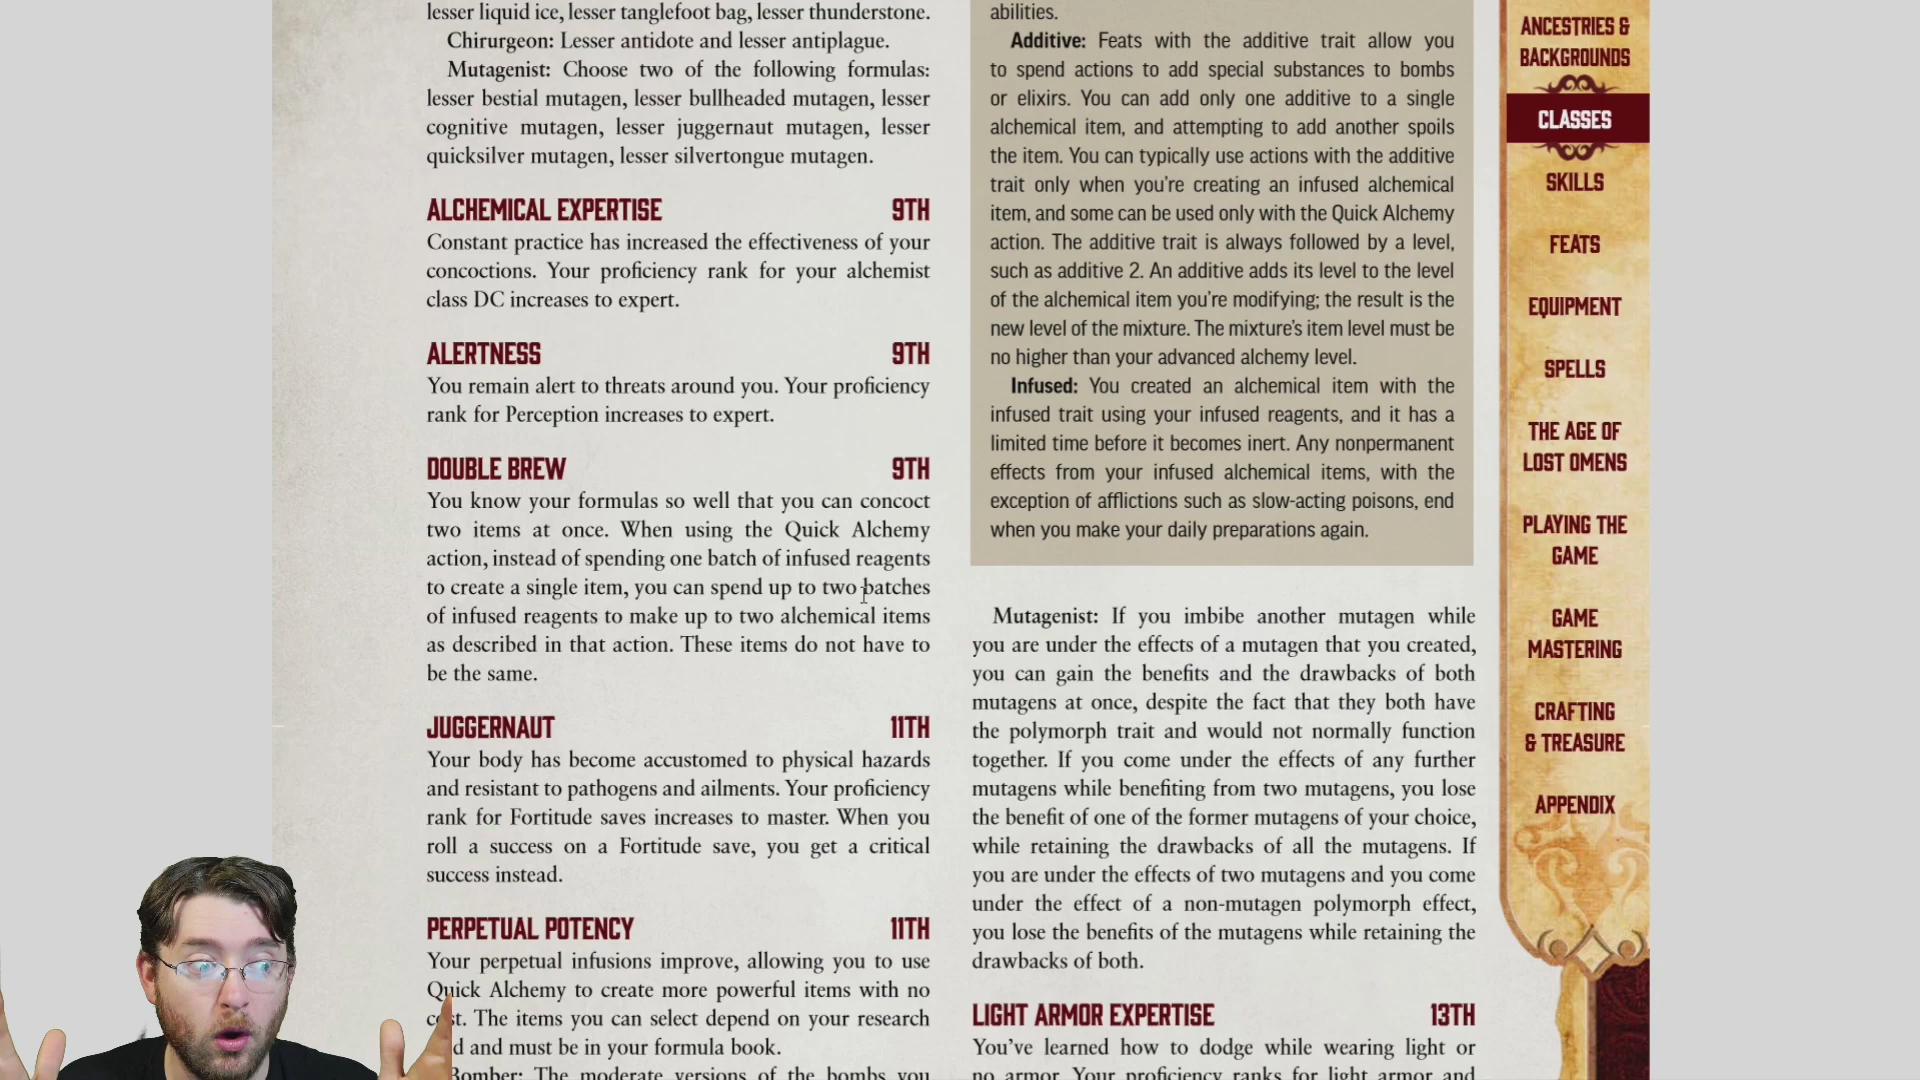 lesser liquid ice, lesser tanglefoot bag, lesser thunderstone.
Chirurgeon: Lesser antidote and lesser antiplague.
Mutagenist: Choose two of the following formulas:
lesser bestial mutagen, lesser bullheaded mutagen, lesser
cognitive mutagen, lesser juggernaut mutagen, lesser
quicksilver mutagen, lesser silvertongue mutagen.
ALCHEMICAL EXPERTISE 9TH
Constant practice has increased the effectiveness of your
concoctions. Your proficiency rank for your alchemist
class DC increases to expert.
ALERTNESS 9TH
You remain alert to threats around you. Your proficiency
rank for Perception increases to expert.
DOUBLE BREW 9TH
You know your formulas so well that you can concoct
two items at once. When using the Quick Alchemy
action, instead of spending one batch of infused reagents
to create a single item, you can spend up to two batches
of infused reagents to make up to two alchemical items
as described in that action. These items do not have to
be the same.
JUGGERNAUT 11TH
Your body has become accustomed to physical hazards
and resistant to pathogens and ailments. Your proficiency
rank for Fortitude saves increases to master. When you
roll a success on a Fortitude save, you get a critical
success instead.
PERPETUAL POTENCY 11TH
Your perpetual infusions improve, allowing you to use
Quick Alchemy to create more powerful items with no
The items you can select depend on your research
and must be in your formula book.
Bomber: The moderate versions of the bombs you
abilities.
Additive: Feats with the additive trait allow you
to spend actions to add special substances to bombs
or elixirs. You can add only one additive to a single
alchemical item, and attempting to add another spoils
the item. You can typically use actions with the additive
trait only when you're creating an infused alchemical
item, and some can be used only with the Quick Alchemy
action. The additive trait is always followed by a level,
such as additive 2. An additive adds its level to the level
of the alchemical item you're modifying; the result is the
new level of the mixture. The mixture's item level must be
no higher than your advanced alchemy level.
Infused: You created an alchemical item with the
infused trait using your infused reagents, and it has a
limited time before it becomes inert. Any nonpermanent
effects from your infused alchemical items, with the
exception of afflictions such as slow-acting poisons, end
when you make your daily preparations again.
Mutagenist: If you imbibe another mutagen while
you are under the effects of a mutagen that you created,
you can gain the benefits and the drawbacks of both
mutagens at once, despite the fact that they both have
the polymorph trait and would not normally function
together. If you come under the effects of any further
mutagens while benefiting from two mutagens, you lose
the benefit of one of the former mutagens of your choice,
while retaining the drawbacks of all the mutagens. If
you are under the effects of two mutagens and you come
under the effect of a non-mutagen polymorph effect,
you lose the benefits of the mutagens while retaining the
drawbacks of both.
LIGHT ARMOR EXPERTISE 13TH
You've learned how to dodge while wearing light or
no armor. Your proficiency ranks for light armor and
ANCESTRIES &
BACKGROUNDS
CLASSES
SKILLS
FEATS
EQUIPMENT
SPELLS
THE AGE OF
LOST OMENS
PLAYING THE
GAME
GAME
MASTERING
CRAFTING
& TREASURE
APPENDIX